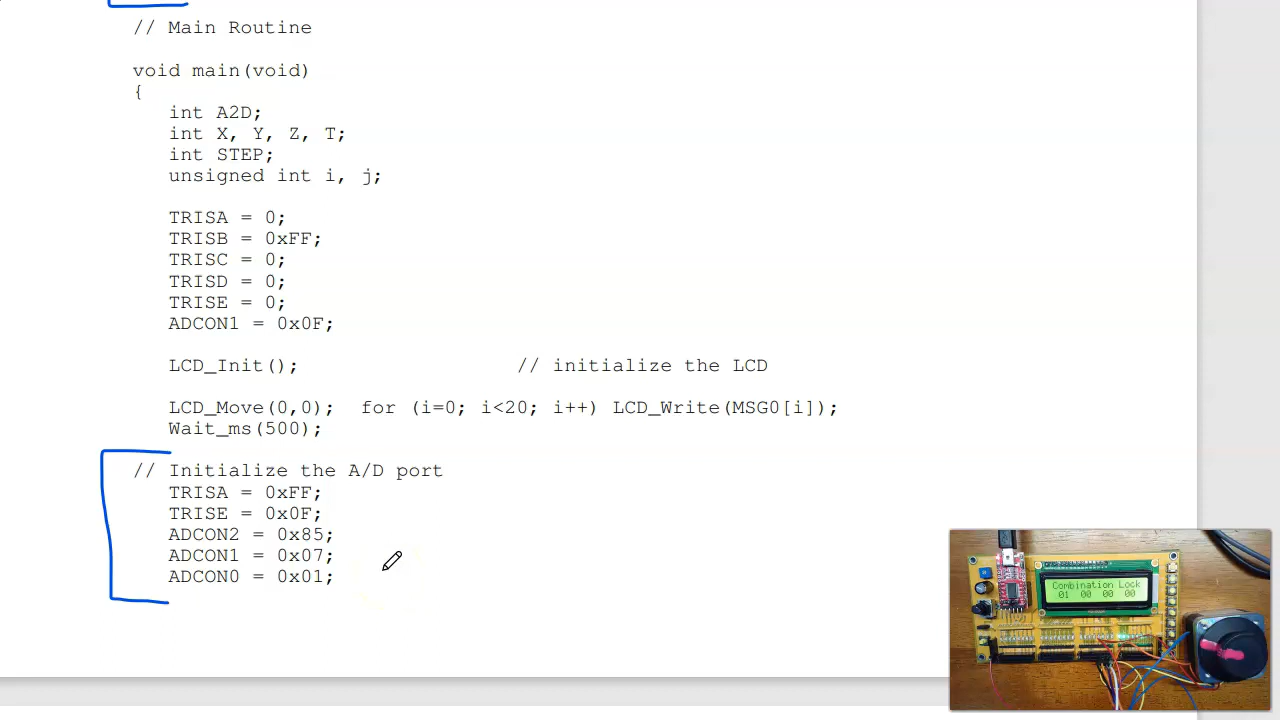 // Main Routine
void main(void)
{
int A2D;
int X, Y, Z, T;
int STEP;
unsigned int i, j;
TRISA = 0;
TRISB = 0xFF;
TRISC = 0;
TRISD = 0;
TRISE = 0;
ADCON1 = 0x0F;
LCD_Init();                  // initialize the LCD
LCD_Move(0,0);  for (i=0; i<20; i++) LCD_Write(MSG0[i]);
Wait_ms(500);
// Initialize the A/D port
TRISA = 0xFF;
TRISE = 0x0F;
ADCON2 = 0x85;
ADCON1 = 0x07;
ADCON0 = 0x01;
Combination Lock
01 00 00 00